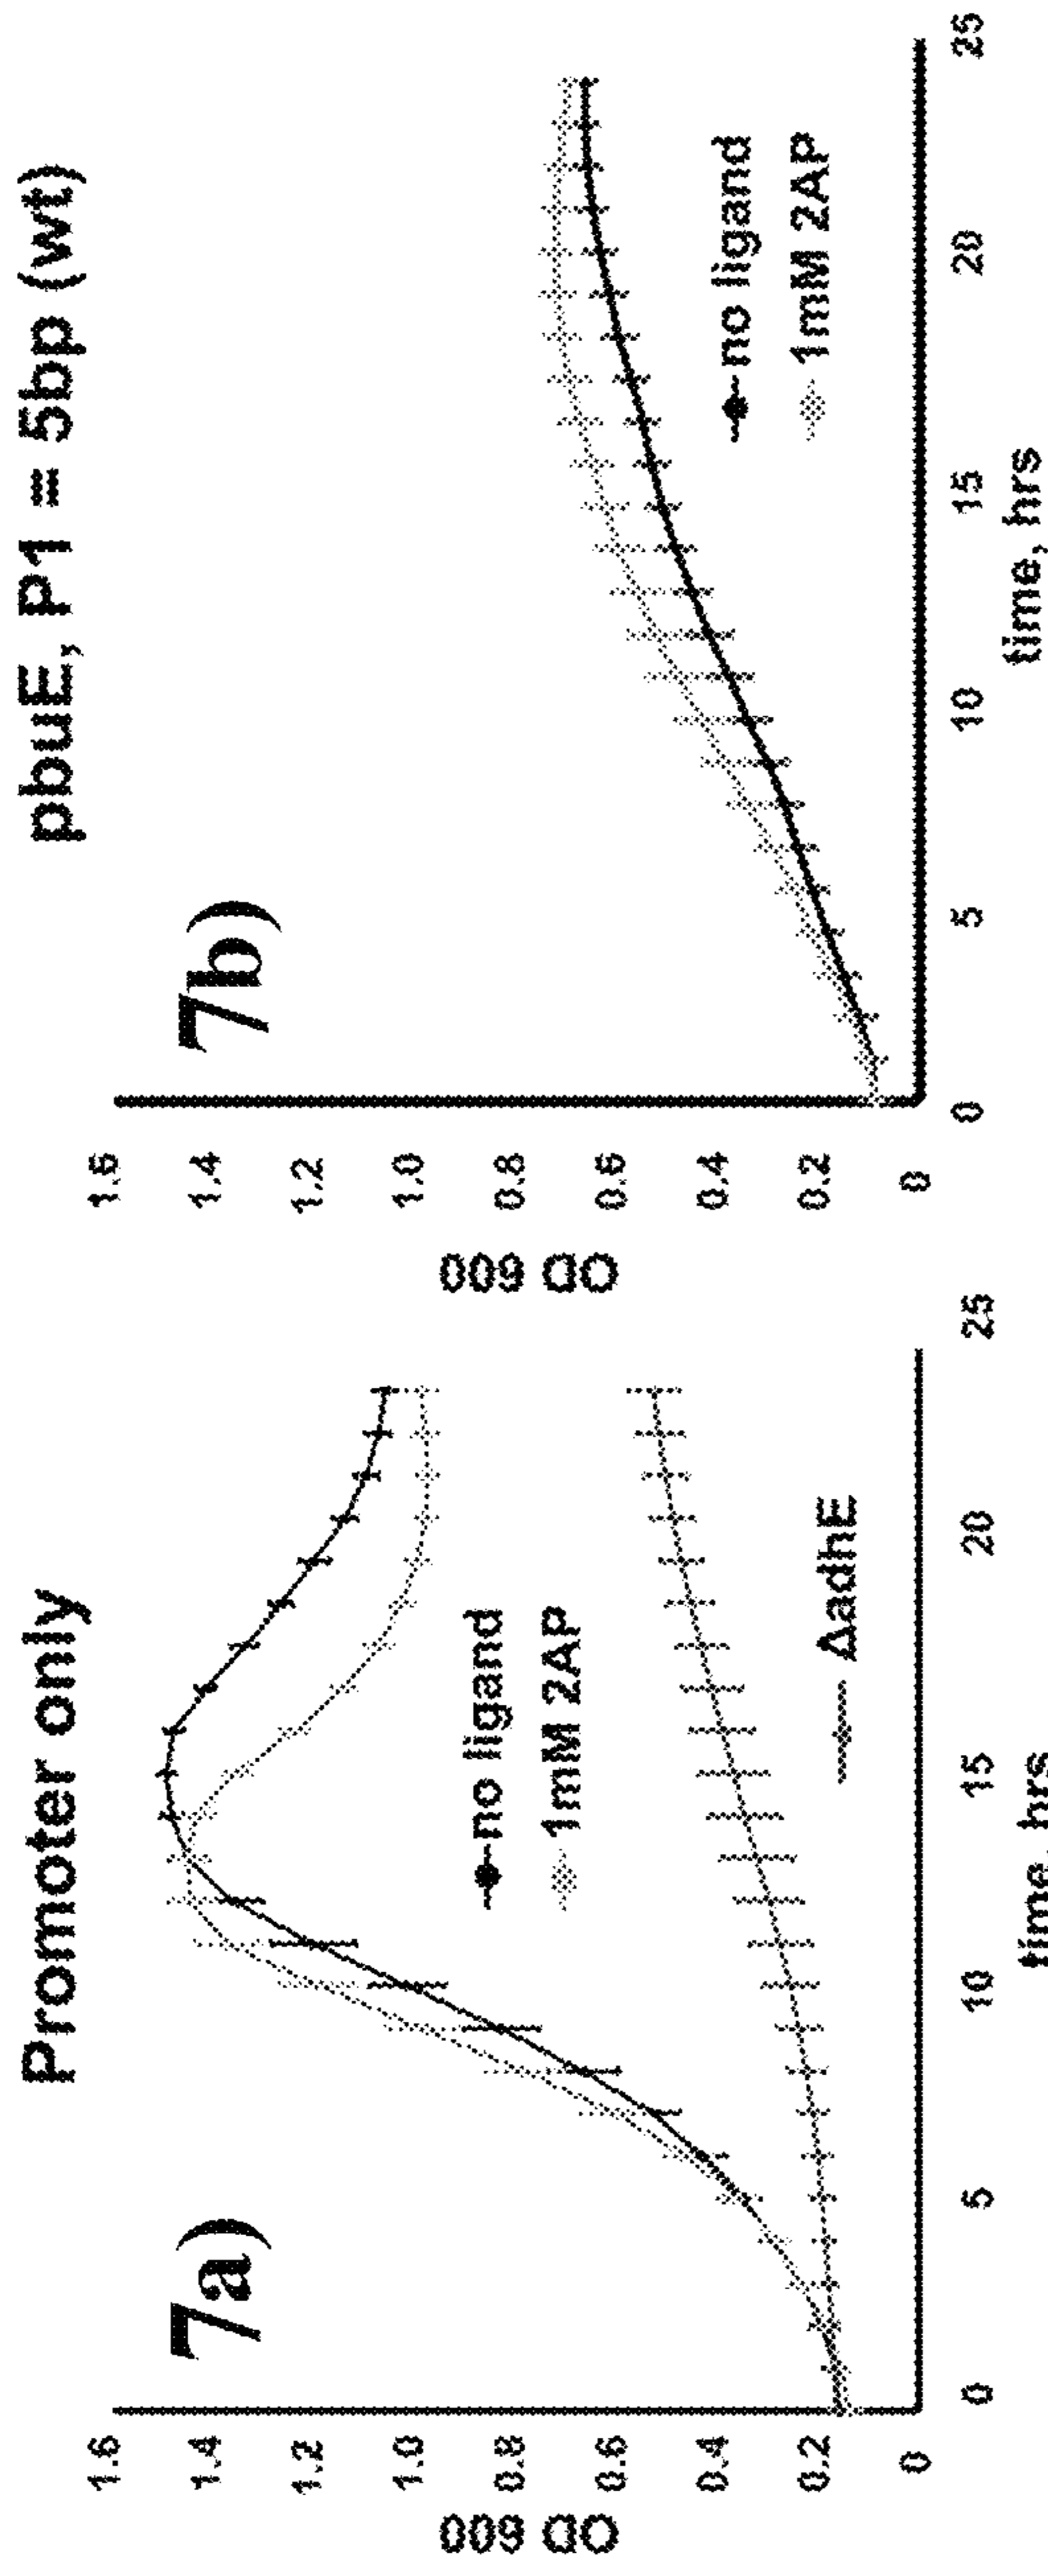 Promoter only
7a)
OD 600
1.6
1.4
1.2
1.0
0.8
0.6
0.4
0.2
0
no ligand
1mM 2AP
ΔadhE
0 5 10 15 20 25
time, hrs
pbuE, P1 = 5bp (wt)
7b)
OD 600
1.6
1.4
1.2
1.0
0.8
0.6
0.4
0.2
0
no ligand
1mM 2AP
0 5 10 15 20 25
time, hrs